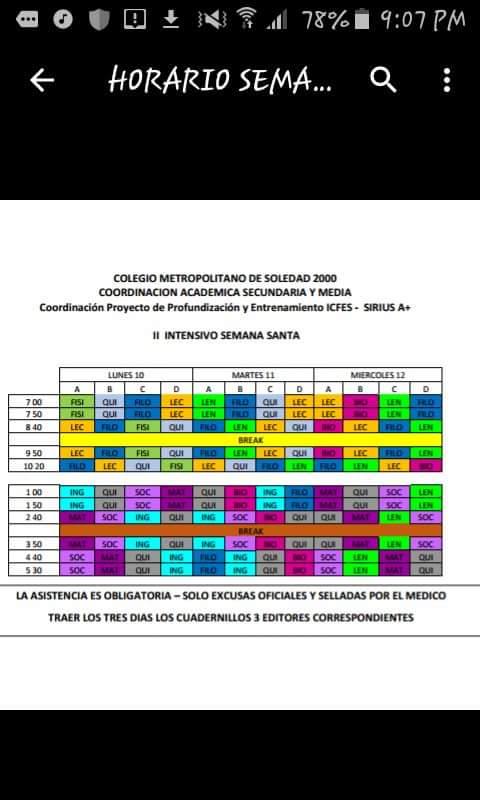 78% 9:07 PM
HORARIO SEMA...
COLEGIO METROPOLITANO DE SOLEDAD 2000
COORDINACION ACADEMICA SECUNDARIA Y MEDIA
Coordinación Proyecto de Profundización y Entrenamiento ICFES - SIRIUS A+
II INTENSIVO SEMANA SANTA
LUNES 10 MARTES 11 MIERCOLES 12
A B C D A B C D A B C D
7 00 FISI QUI FILO LEC LEN FILO QUI LEC LEC BIO LEN FILO
7 50 FISI QUI FILO LEC LEN FILO QUI LEC LEC BIO LEN FILO
8 40 LEC FILO FISI QUI FILO LEN LEC QUI BIO LEC FILO LEN
BREAK
9 50 LEC FILO FISI QUI FILO LEN LEC QUI BIO LEC FILO LEN
10 20 FILO LEC QUI FISI LEC QUI FILO LEN FILO LEN LEC BIO
1 00 ING QUI SOC MAT QUI BIO ING FILO MAT QUI SOC LEN
1 50 ING QUI SOC MAT QUI BIO ING FILO MAT QUI SOC LEN
2 40 MAT SOC ING QUI ING SOC BIO QUI QUI MAT LEN SOC
BREAK
3 50 MAT SOC ING QUI ING SOC BIO QUI QUI MAT LEN SOC
4 40 SOC MAT QUI ING FILO ING QUI BIO SOC LEN MAT QUI
5 30 SOC MAT QUI ING FILO ING QUI BIO SOC LEN MAT QUI
LA ASISTENCIA ES OBLIGATORIA – SOLO EXCUSAS OFICIALES Y SELLADAS POR EL MEDICO
TRAER LOS TRES DIAS LOS CUADERNILLOS 3 EDITORES CORRESPONDIENTES